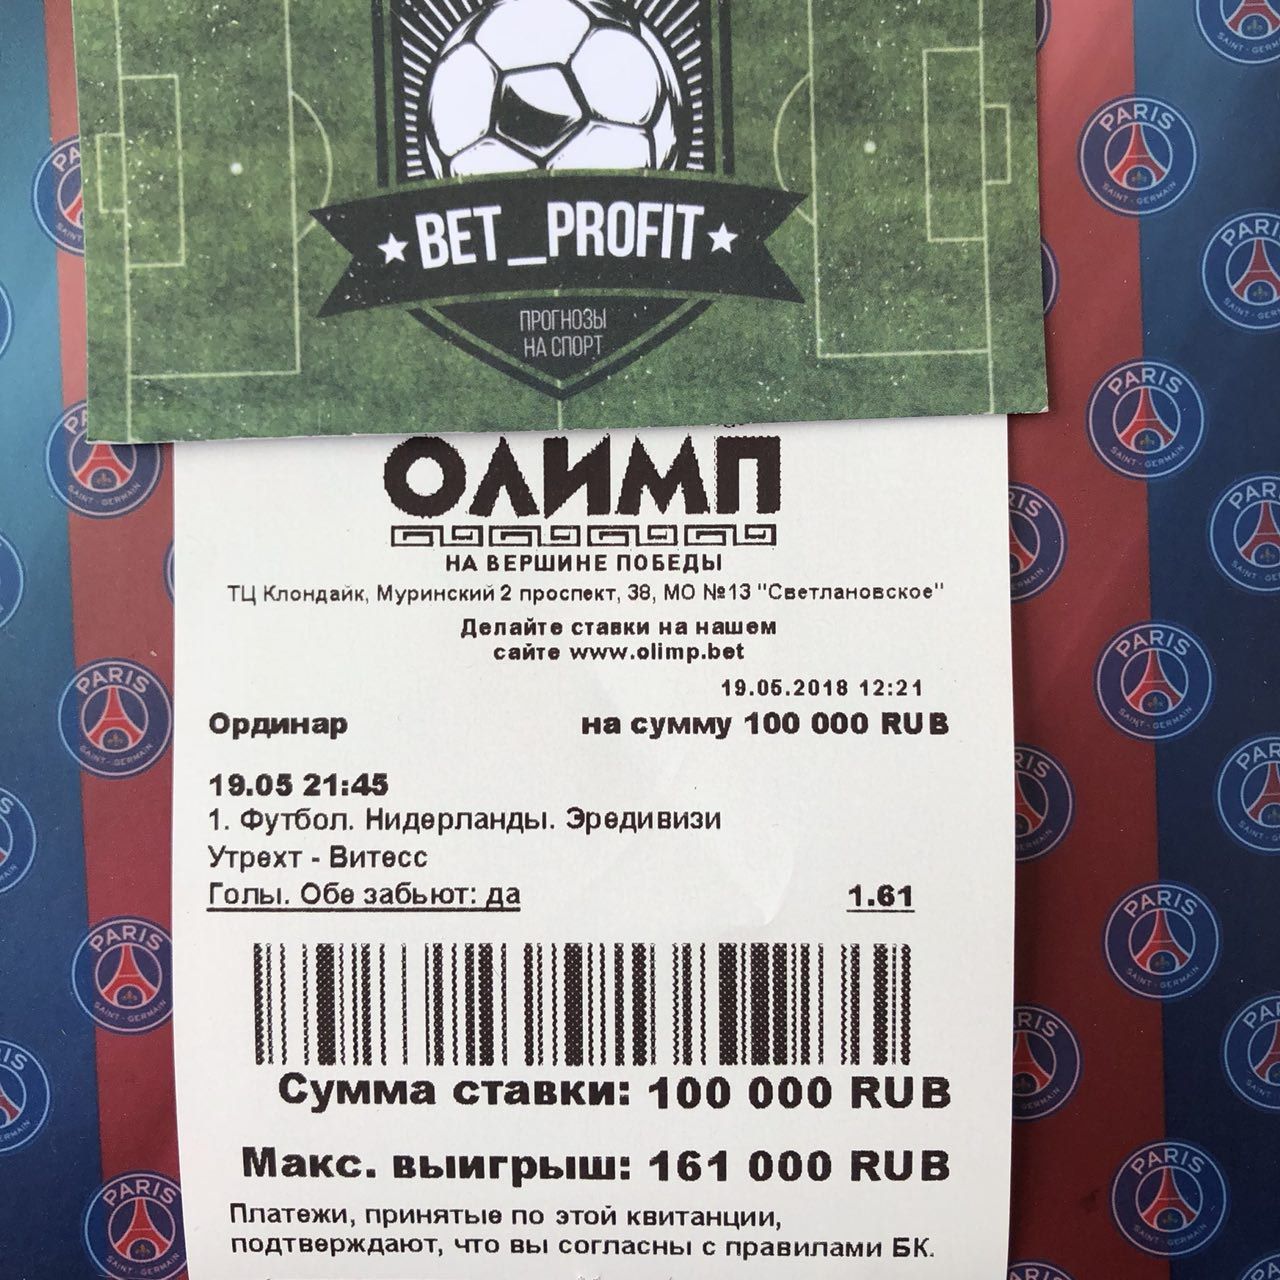 BET_PROFIT
ПРОГНОЗЫ
НА СПОРТ
ОЛИМП
НА ВЕРШИНЕ ПОБЕДЫ
ТЦ Клондайк, Муринский 2 проспект, 38, МО №13 "Светлановское"
Делайте ставки на нашем
сайте www.olimp.bet
19.05.2018 12:21
Ординар на сумму 100 000 RUB
19.05 21:45
1. Футбол. Нидерланды. Эредивизи
Утрехт - Витесс
Голы. Обе забьют: да 1.61
Сумма ставки: 100 000 RUB
Макс. выигрыш: 161 000 RUB
Платежи, принятые по этой квитанции,
подтверждают, что вы согласны с правилами БК.
PARIS
SAINT-GERMAIN